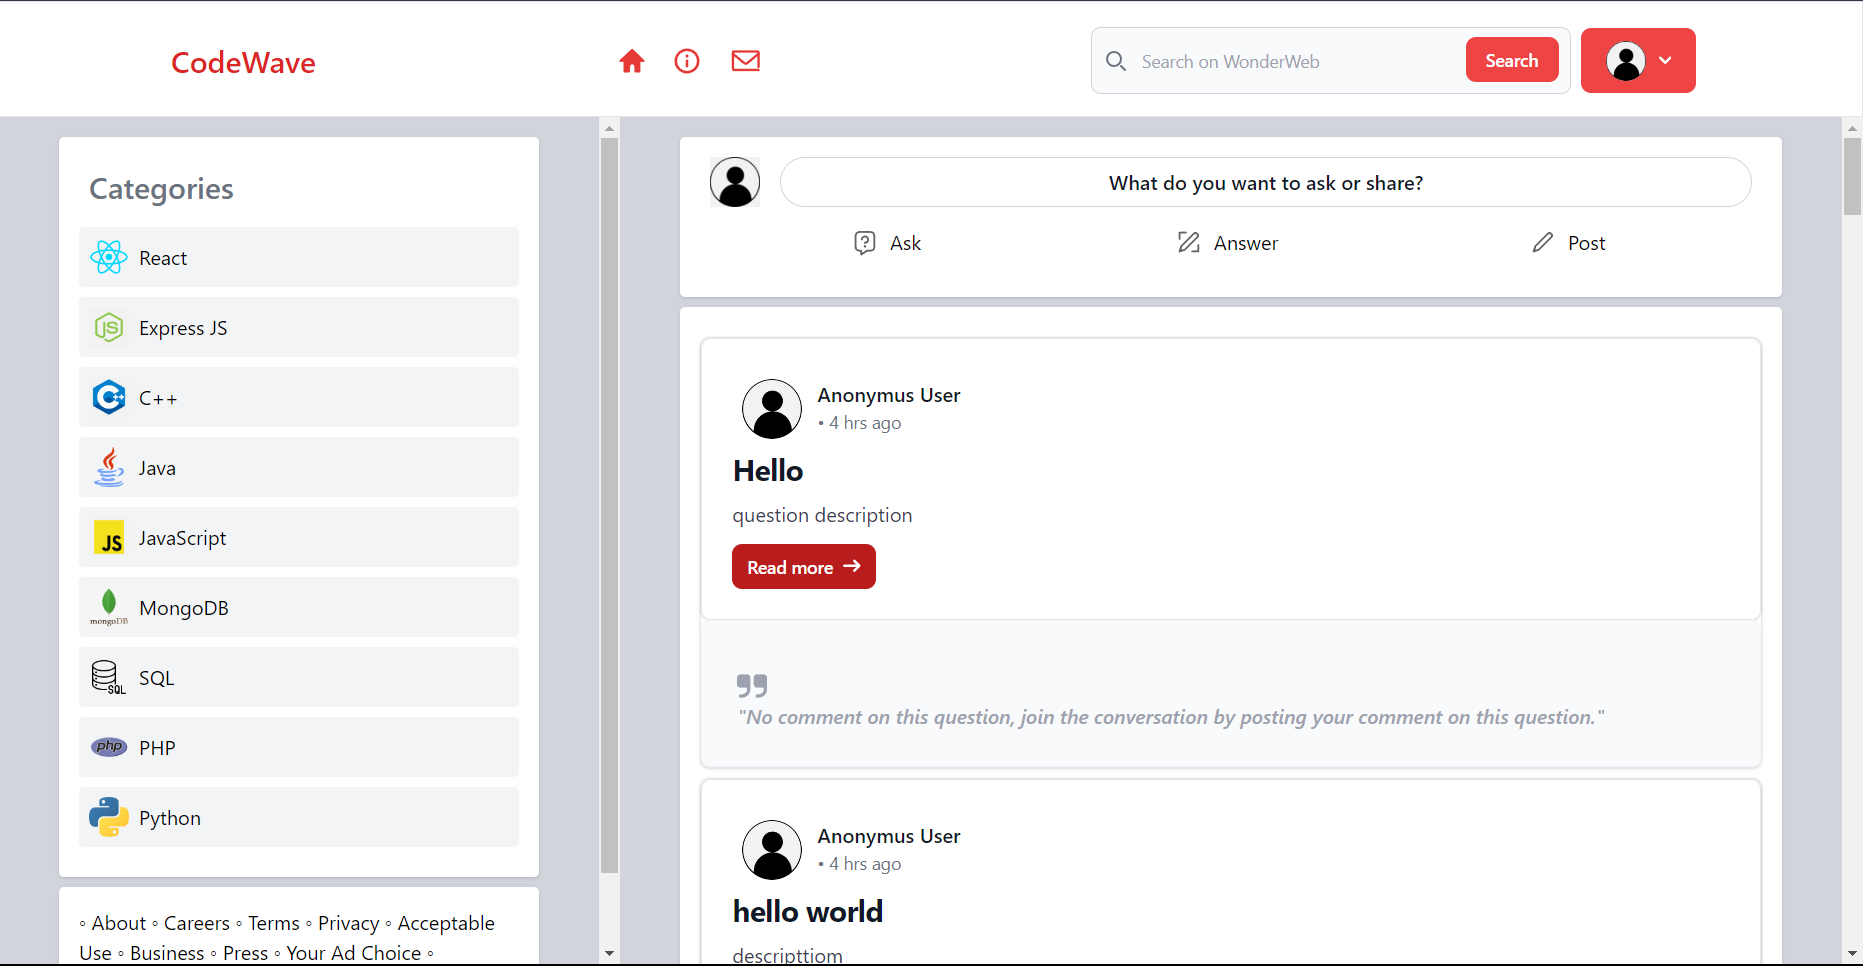 CodeWave
Search on WonderWeb
Search
Categories
React
Express JS
C++
Java
JavaScript
MongoDB
mongoDB
SQL
SQL
PHP
php
Python
JS
JS
◦ About ◦ Careers ◦ Terms ◦ Privacy ◦ Acceptable
Use ◦ Business ◦ Press ◦ Your Ad Choice ◦
What do you want to ask or share?
Ask
Answer
Post
Anonymus User
• 4 hrs ago
Hello
question description
Read more →
"No comment on this question, join the conversation by posting your comment on this question."
Anonymus User
• 4 hrs ago
hello world
descripttiom